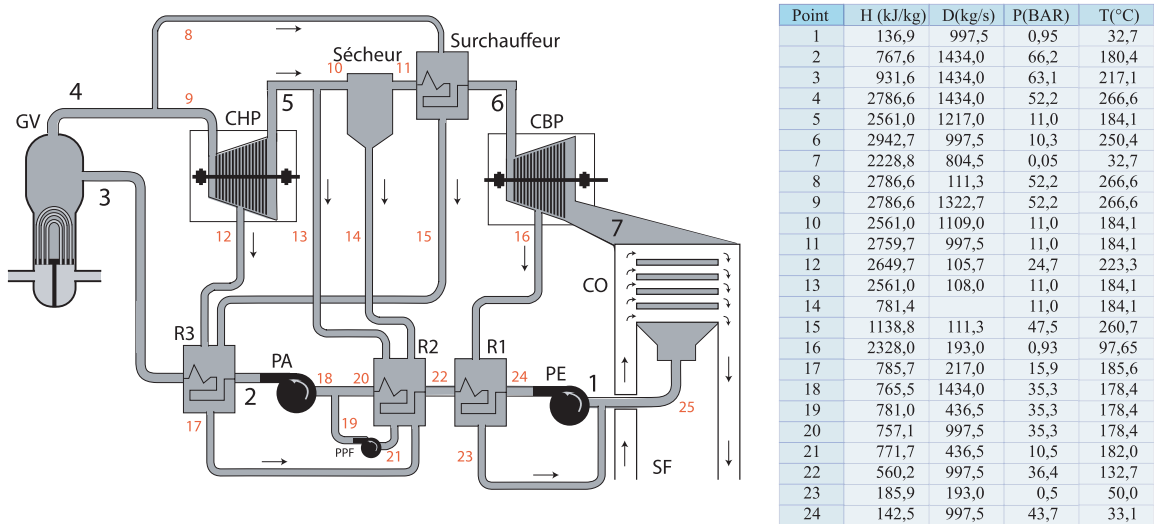 8
Surchauffeur
Sécheur
10
11
4
9
5
6
CHP
CBP
GV
3
7
12
13
14
15
16
CO
R3
R2
R1
PA
PE
2
18
20
22
24
1
17
19
PPF
21
23
25
SF
Point H (kJ/kg) D(kg/s) P(BAR) T(°C)
1 136,9 997,5 0,95 32,7
2 767,6 1434,0 66,2 180,4
3 931,6 1434,0 63,1 217,1
4 2786,6 1434,0 52,2 266,6
5 2561,0 1217,0 11,0 184,1
6 2942,7 997,5 10,3 250,4
7 2228,8 804,5 0,05 32,7
8 2786,6 111,3 52,2 266,6
9 2786,6 1322,7 52,2 266,6
10 2561,0 1109,0 11,0 184,1
11 2759,7 997,5 11,0 184,1
12 2649,7 105,7 24,7 223,3
13 2561,0 108,0 11,0 184,1
14 781,4 11,0 184,1
15 1138,8 111,3 47,5 260,7
16 2328,0 193,0 0,93 97,65
17 785,7 217,0 15,9 185,6
18 765,5 1434,0 35,3 178,4
19 781,0 436,5 35,3 178,4
20 757,1 997,5 35,3 178,4
21 771,7 436,5 10,5 182,0
22 560,2 997,5 36,4 132,7
23 185,9 193,0 0,5 50,0
24 142,5 997,5 43,7 33,1